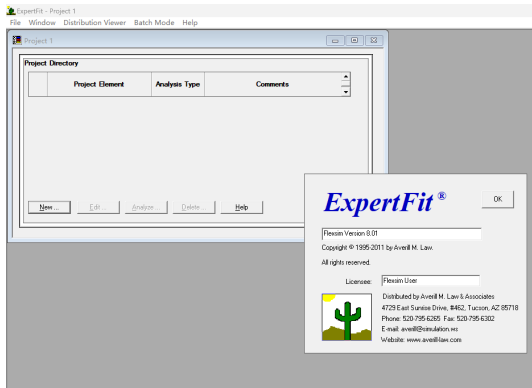 ExpertFit - Project 1
File Window Distribution Viewer Batch Mode Help
Project 1
Project Directory
Project Element Analysis Type Comments
New ... Edit ... Analyze ... Delete ... Help
ExpertFit ®
OK
Flexsim Version 8.01
Copyright © 1995-2011 by Averill M. Law.
All rights reserved.
Licensee: Flexsim User
Distributed by Averill M. Law & Associates
4729 East Sunrise Drive, #462, Tucson, AZ 85718
Phone: 520-795-6265 Fax: 520-795-6302
E-mail: averill@simulation.ws
Website: www.averill-law.com